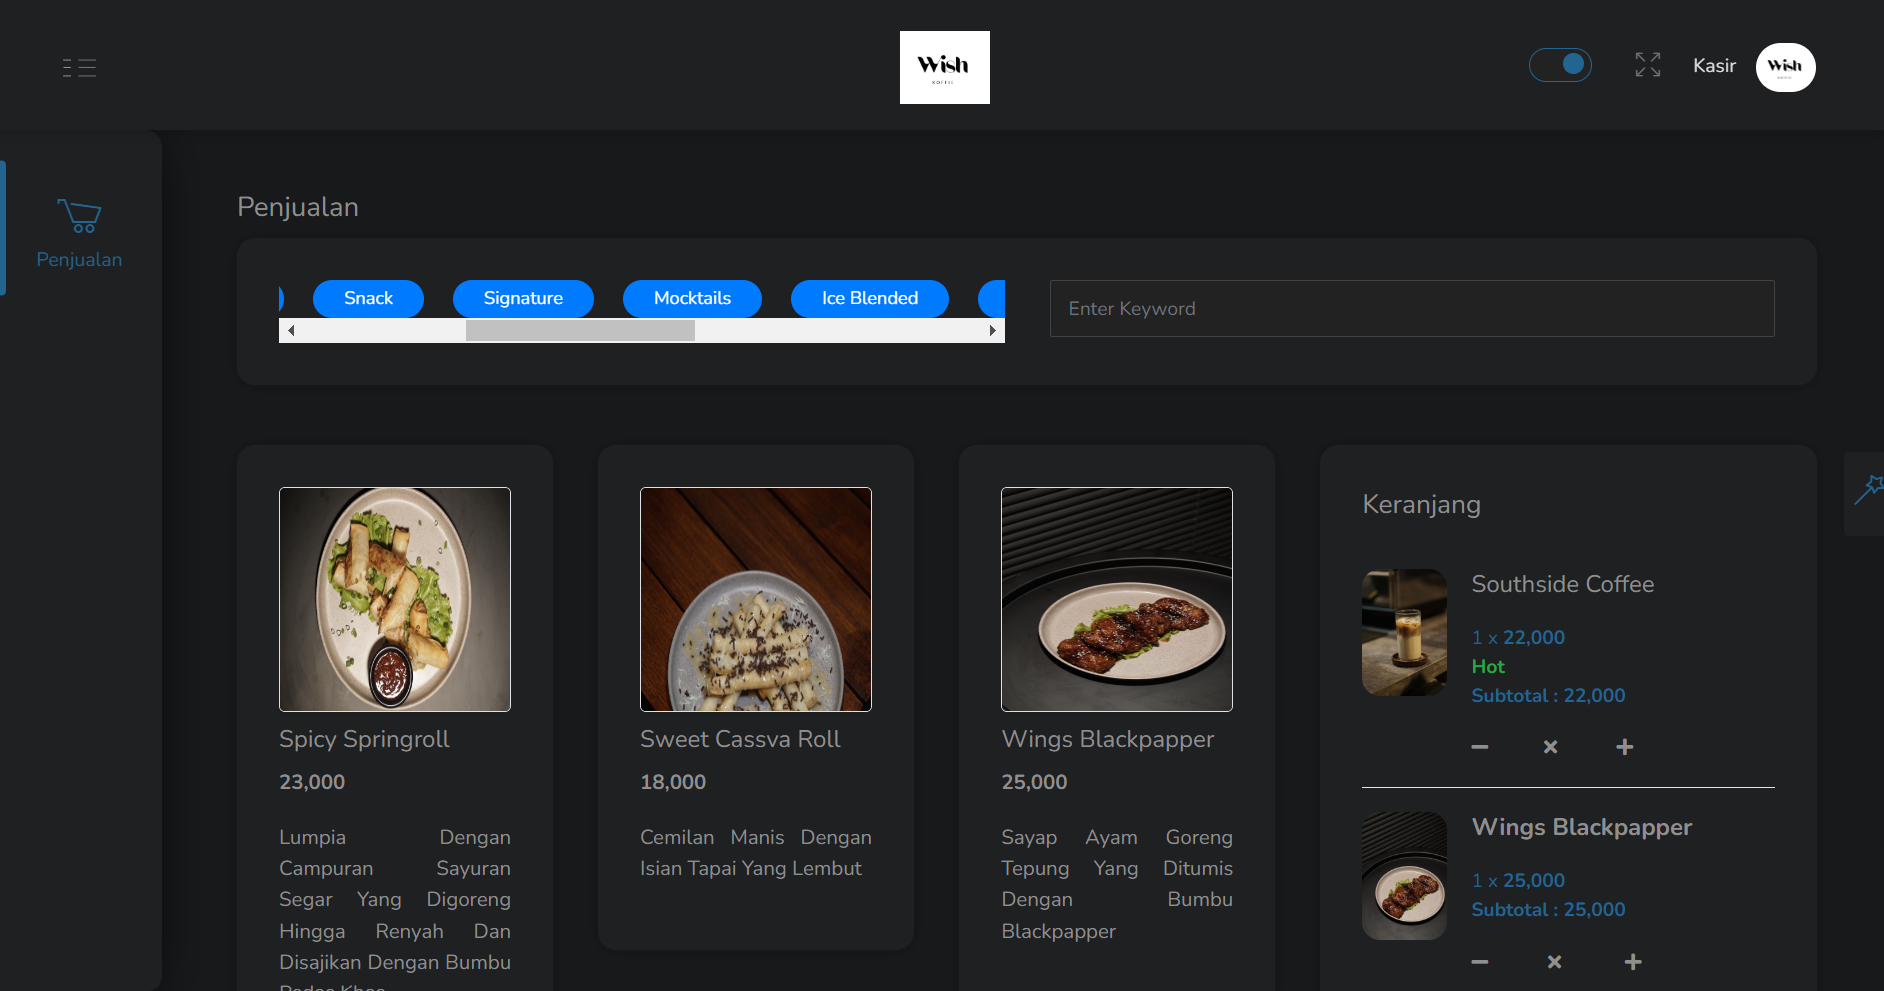 Wish
KOFFIE
Kasir
Wish
Penjualan
Penjualan
Snack
Signature
Mocktails
Ice Blended
Enter Keyword
Spicy Springroll
23,000
Lumpia Dengan
Campuran Sayuran
Segar Yang Digoreng
Hingga Renyah Dan
Disajikan Dengan Bumbu
Pedas Khas
Sweet Cassva Roll
18,000
Cemilan Manis Dengan
Isian Tapai Yang Lembut
Wings Blackpapper
25,000
Sayap Ayam Goreng
Tepung Yang Ditumis
Dengan Bumbu
Blackpapper
Keranjang
Southside Coffee
1 x 22,000
Hot
Subtotal : 22,000
Wings Blackpapper
1 x 25,000
Subtotal : 25,000